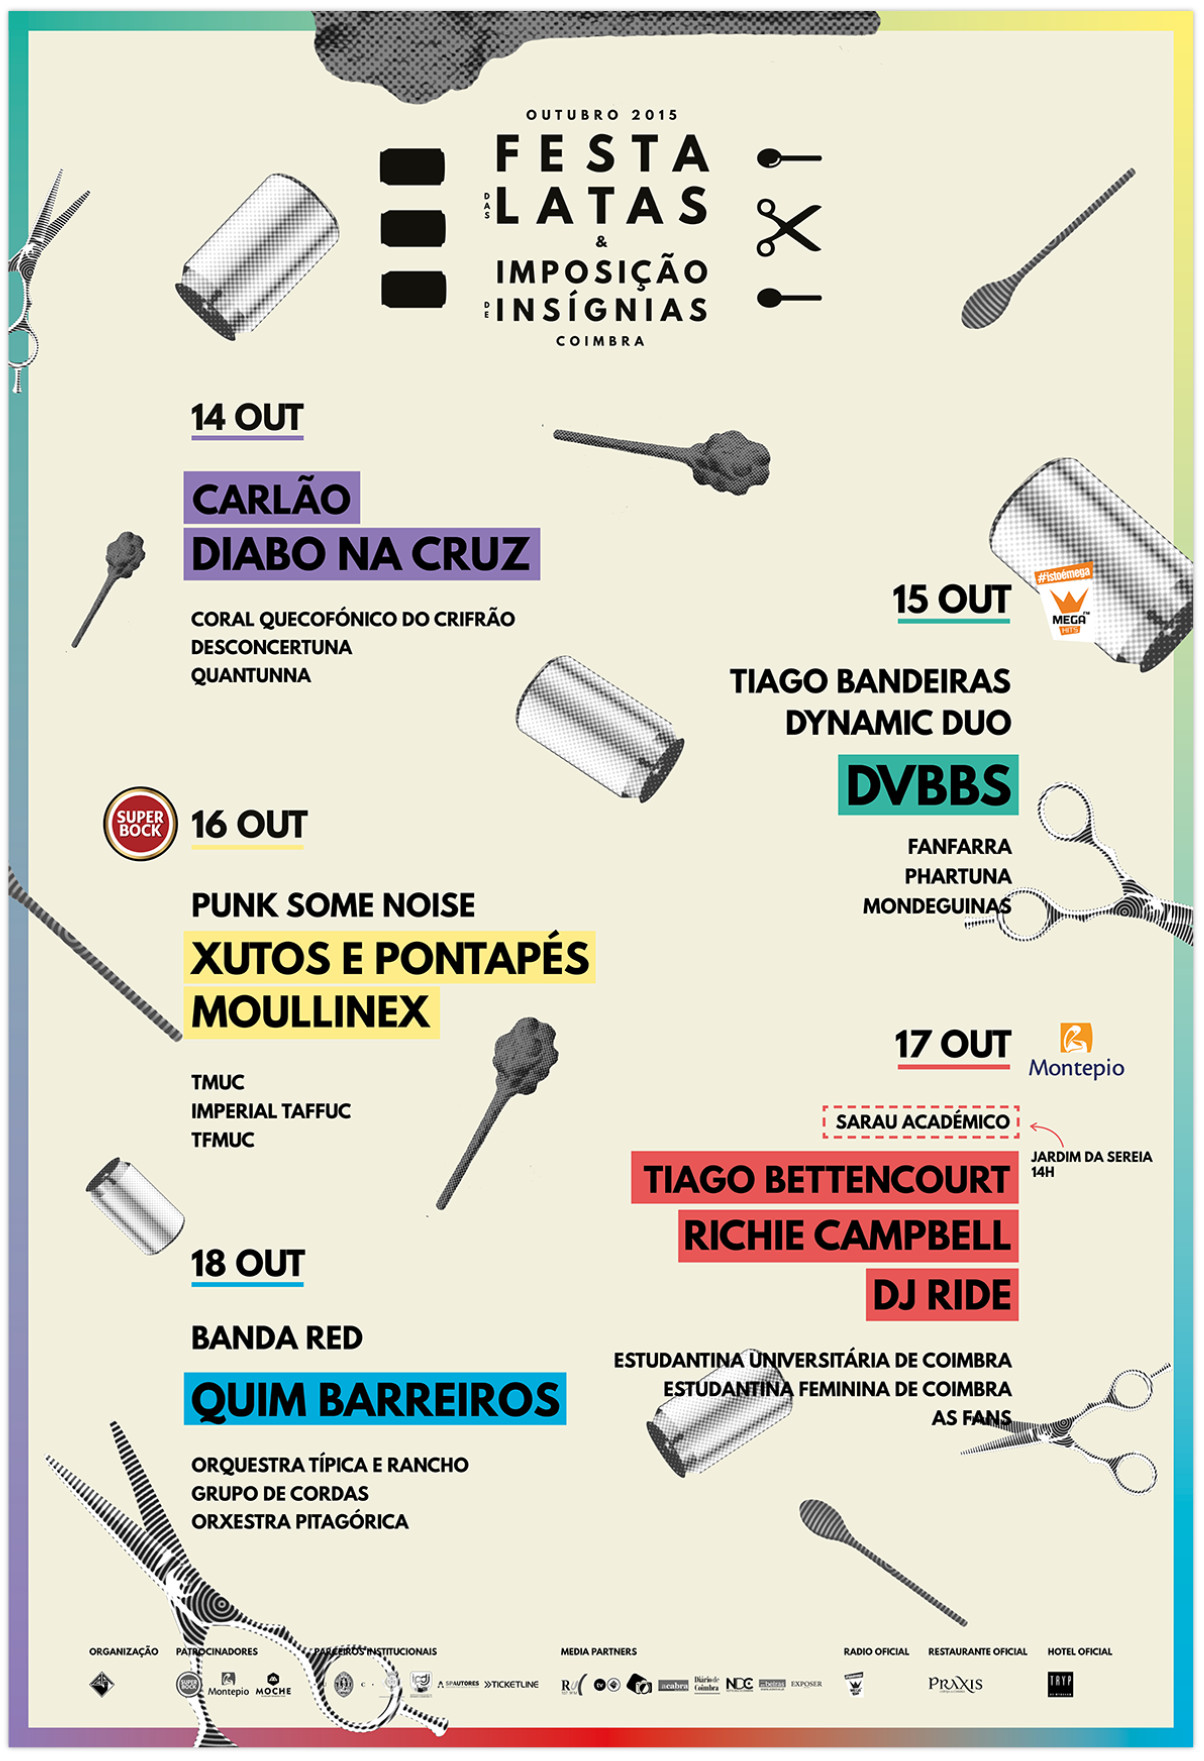 OUTUBRO 2015
FESTA
DAS LATAS
&
IMPOSIÇÃO
DE INSÍGNIAS
COIMBRA
14 OUT
CARLÃO
DIABO NA CRUZ
CORAL QUECOFÓNICO DO CRIFRÃO
DESCONCERTUNA
QUANTUNNA
15 OUT
#istoémega
MEGA
HITS
FM
TIAGO BANDEIRAS
DYNAMIC DUO
DVBBS
FANFARRA
PHARTUNA
MONDEGUINAS
SUPER
BOCK
16 OUT
PUNK SOME NOISE
XUTOS E PONTAPÉS
MOULLINEX
TMUC
IMPERIAL TAFFUC
TFMUC
17 OUT
Montepio
SARAU ACADÉMICO
JARDIM DA SEREIA
14H
TIAGO BETTENCOURT
RICHIE CAMPBELL
DJ RIDE
ESTUDANTINA UNIVERSITÁRIA DE COIMBRA
ESTUDANTINA FEMININA DE COIMBRA
AS FANS
18 OUT
BANDA RED
QUIM BARREIROS
ORQUESTRA TÍPICA E RANCHO
GRUPO DE CORDAS
ORXESTRA PITAGÓRICA
ORGANIZAÇÃO
PATROCINADORES
SUPER
BOCK
Montepio
MOCHE
PARCEIROS INSTITUCIONAIS
SPAUTORES
TICKETLINE
MEDIA PARTNERS
acabra
Diário de
Coimbra
NDC
beiras
EXPOSER
RADIO OFICIAL
MEGA
RESTAURANTE OFICIAL
PRAXIS
HOTEL OFICIAL
TRYP